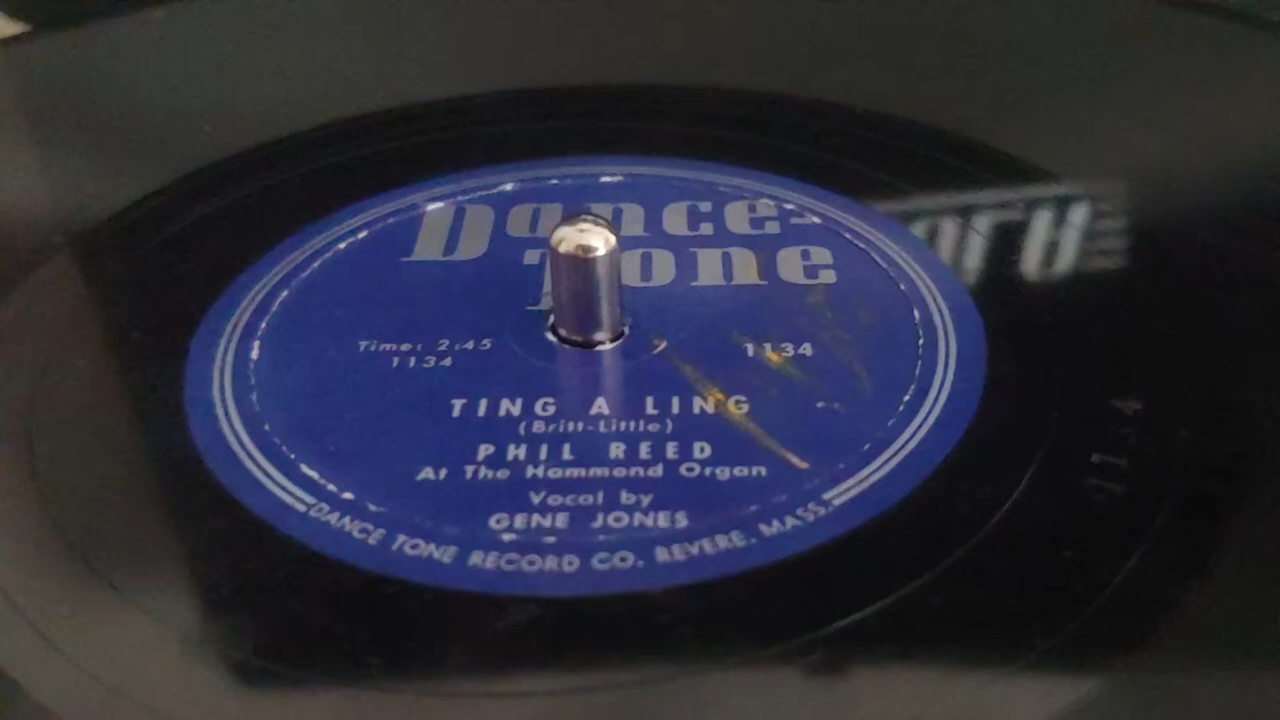 Dance-
Tone
Time: 2:45
1134
1134
TING A LING
(Britt-Little)
PHIL REED
At The Hammond Organ
Vocal by
GENE JONES
DANCE TONE RECORD CO. REVERE, MASS.
1134